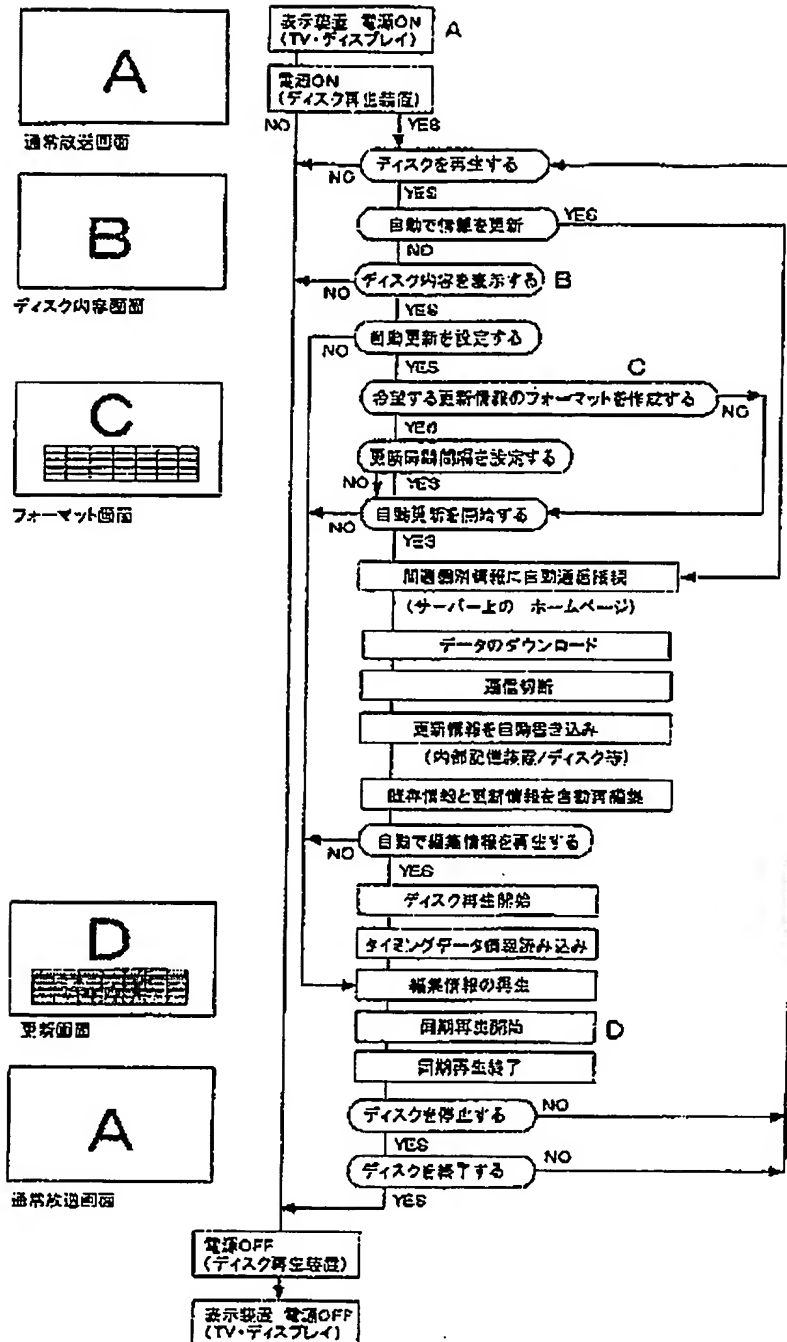 表示装置 電源ON
(TV・ディスプレイ)
A
電源ON
(ディスク再生装置)
NO
YES
A
通常放送画面
ディスクを再生する
NO
YES
自動で情報を更新
YES
NO
B
ディスク内容画面
ディスク内容を表示する
B
NO
YES
自動更新を設定する
NO
YES
C
希望する更新情報のフォーマットを作成する
NO
YES
C
フォーマット画面
更新時間間隔を設定する
NO
YES
自動更新を開始する
NO
YES
関連個別情報に自動通信接続
(サーバー上の ホームページ)
データのダウンロード
通信切断
更新情報を自動書き込み
(内部記憶装置/ディスク等)
既存情報と更新情報を自動再編集
自動で編集情報を再生する
NO
YES
ディスク再生開始
タイミングデータ情報読み込み
編集情報の再生
D
更新画面
同期再生開始
D
同期再生終了
A
通常放送画面
ディスクを停止する
NO
YES
ディスクを終了する
NO
YES
電源OFF
(ディスク再生装置)
表示装置 電源OFF
(TV・ディスプレイ)